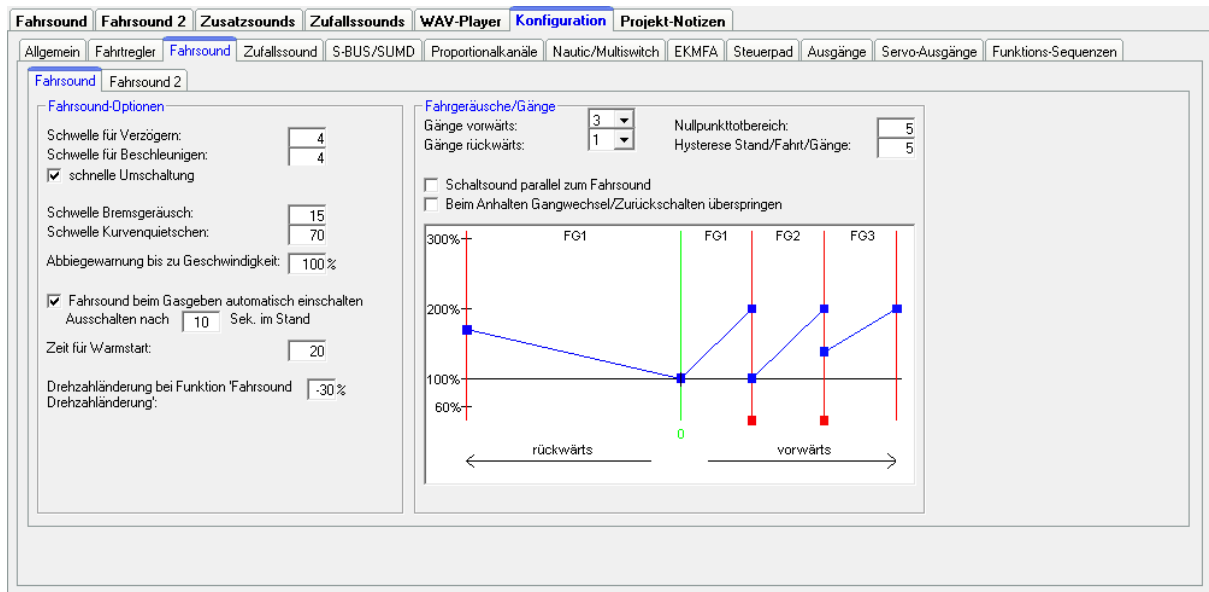 Fahrsound Fahrsound 2 Zusatzsounds Zufallssounds WAV-Player Konfiguration Projekt-Notizen
Allgemein Fahrtregler Fahrsound Zufallssound S-BUS/SUMD Proportionalkanäle Nautic/Multiswitch EKMFA Steuerpad Ausgänge Servo-Ausgänge Funktions-Sequenzen
Fahrsound Fahrsound 2
Fahrsound-Optionen
Schwelle für Verzögern: 4
Schwelle für Beschleunigen: 4
schnelle Umschaltung
Schwelle Bremsgeräusch: 15
Schwelle Kurvenquietschen: 70
Abbiegewarnung bis zu Geschwindigkeit: 100 %
Fahrsound beim Gasgeben automatisch einschalten
Ausschalten nach 10 Sek. im Stand
Zeit für Warmstart: 20
Drehzahländerung bei Funktion 'Fahrsound -30 %
Drehzahländerung':
Fahrgeräusche/Gänge
Gänge vorwärts: 3 Nullpunkttotbereich: 5
Gänge rückwärts: 1 Hysterese Stand/Fahrt/Gänge: 5
Schaltsound parallel zum Fahrsound
Beim Anhalten Gangwechsel/Zurückschalten überspringen
300% FG1 FG1 FG2 FG3
200%
100%
60%
0
rückwärts vorwärts